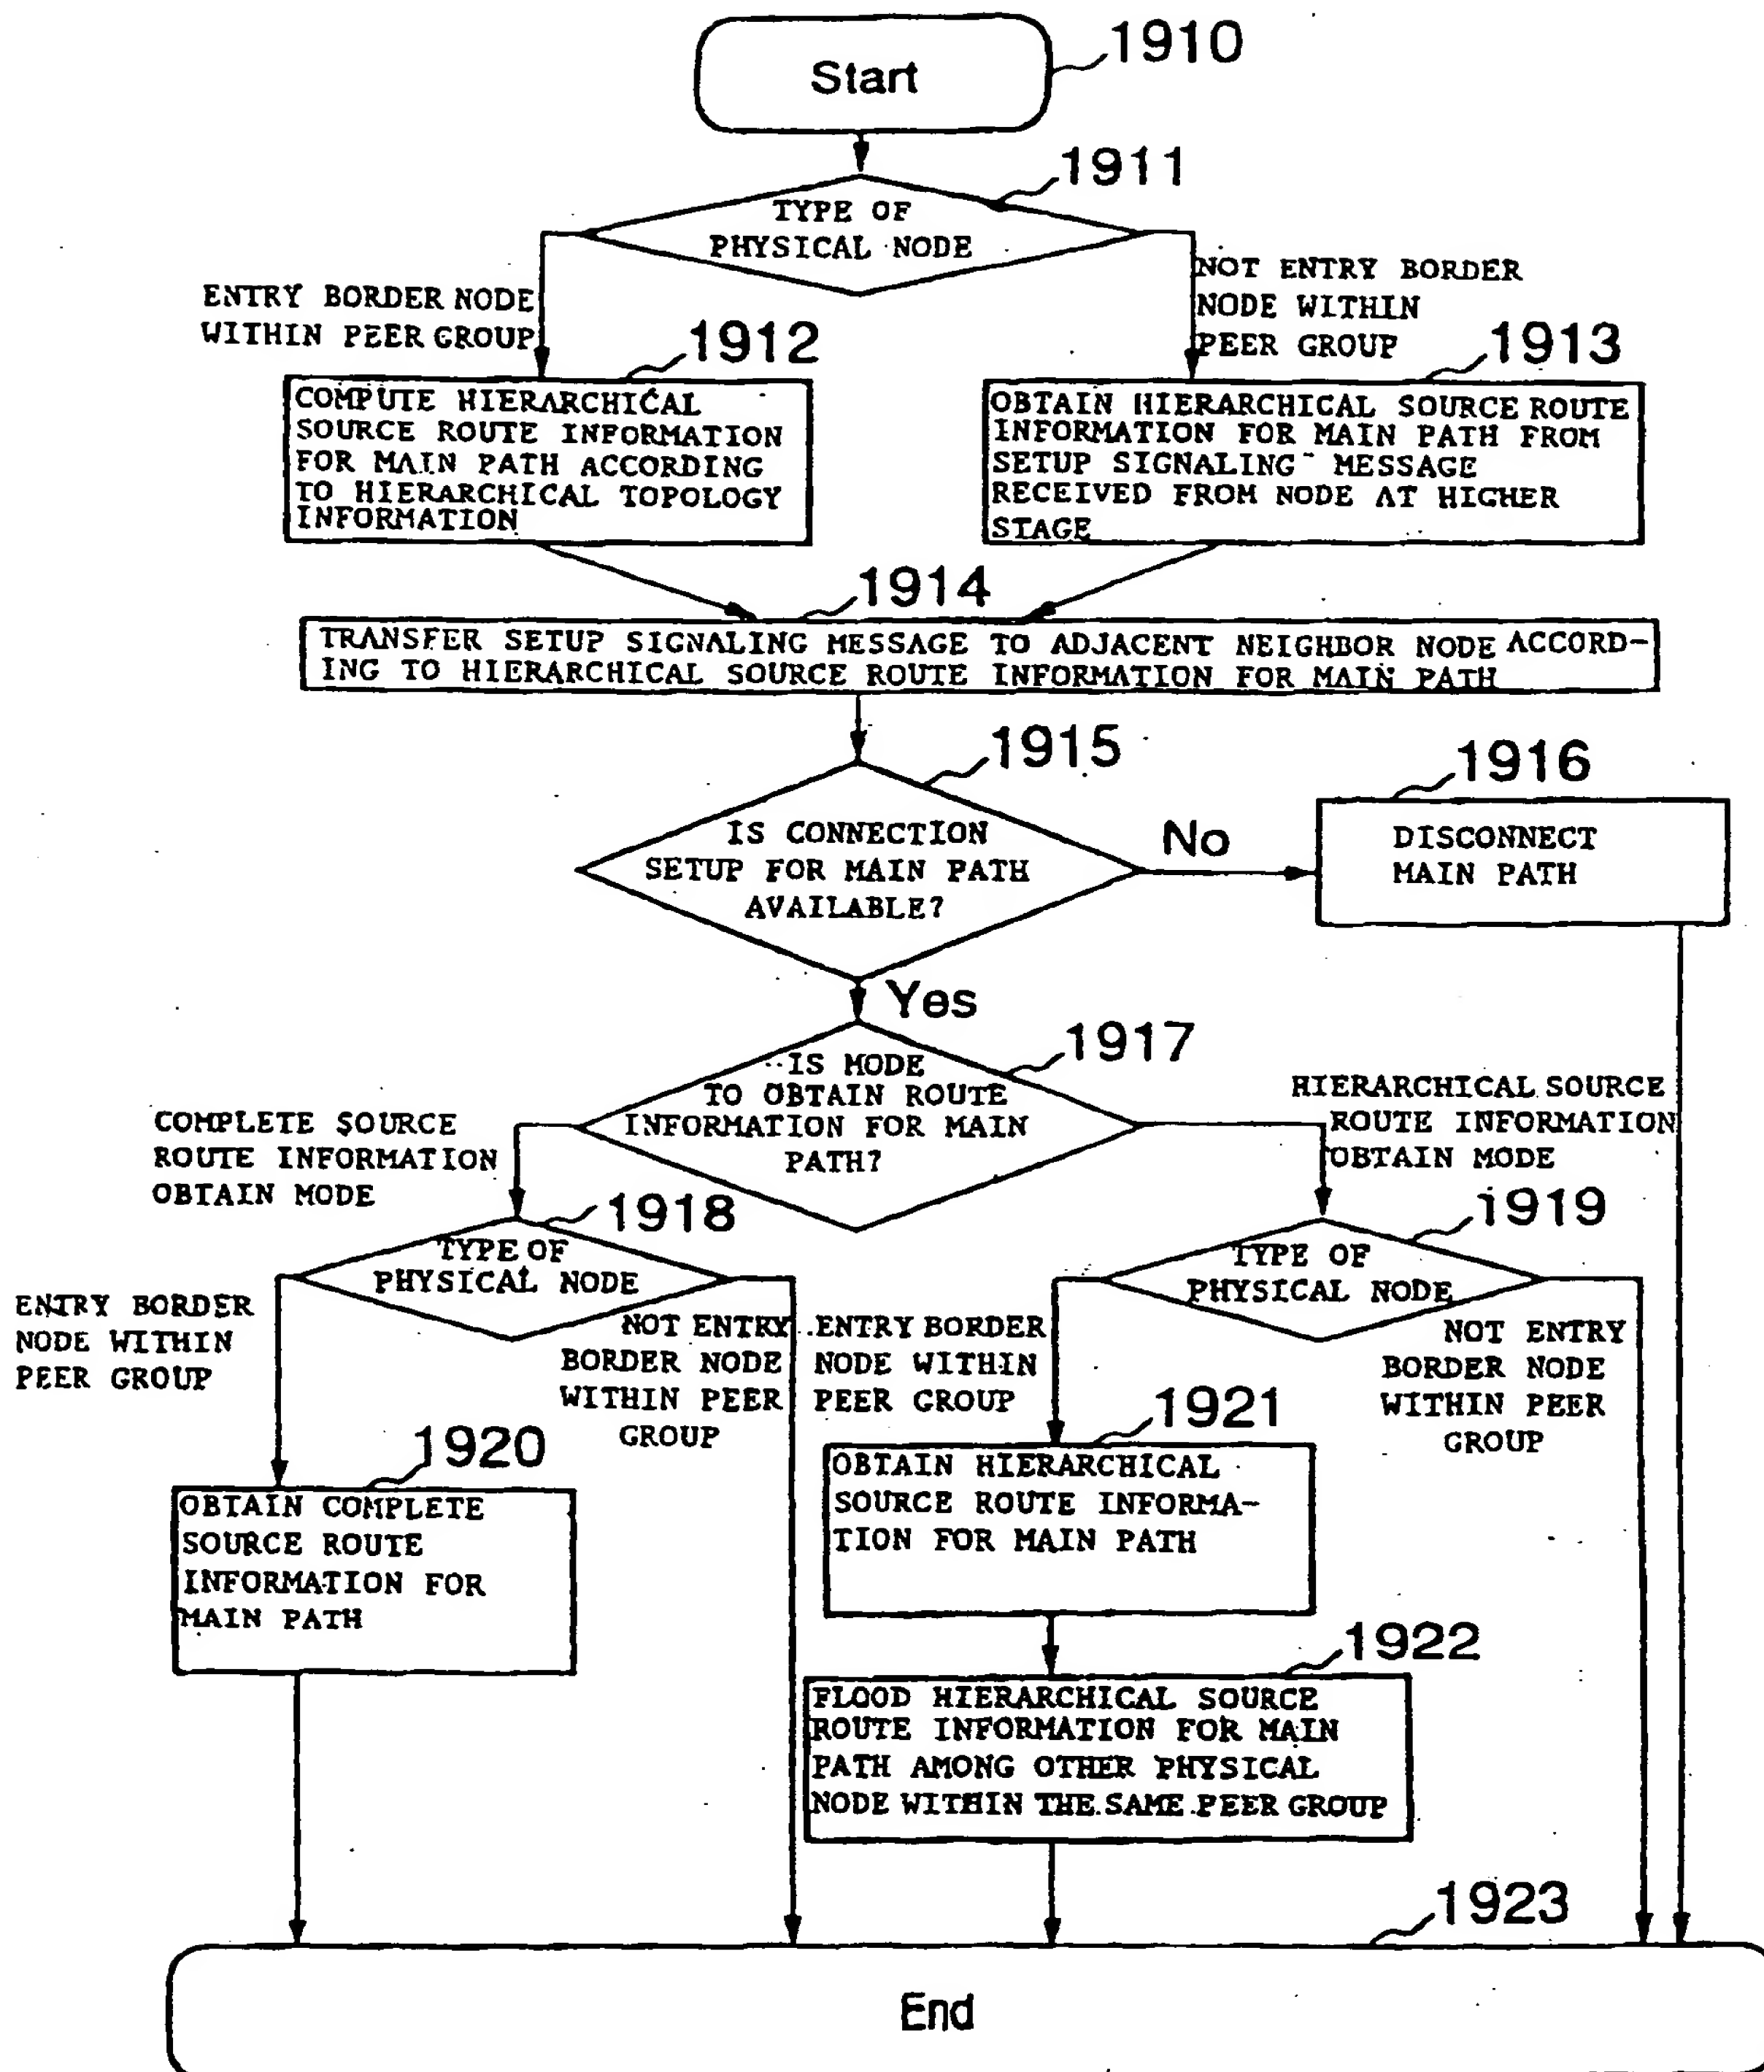 Start
1910
1911
TYPE OF
PHYSICAL NODE
ENTRY BORDER NODE
WITHIN PEER GROUP
NOT ENTRY BORDER
NODE WITHIN
PEER GROUP
1912
1913
COMPUTE HIERARCHICAL
SOURCE ROUTE INFORMATION
FOR MAIN PATH ACCORDING
TO HIERARCHICAL TOPOLOGY
INFORMATION
OBTAIN HIERARCHICAL SOURCE ROUTE
INFORMATION FOR MAIN PATH FROM
SETUP SIGNALING MESSAGE
RECEIVED FROM NODE AT HIGHER
STAGE
1914
TRANSFER SETUP SIGNALING MESSAGE TO ADJACENT NEIGHBOR NODE ACCORD-
ING TO HIERARCHICAL SOURCE ROUTE INFORMATION FOR MAIN PATH
1915
IS CONNECTION
SETUP FOR MAIN PATH
AVAILABLE?
No
1916
DISCONNECT
MAIN PATH
Yes
1917
IS MODE
TO OBTAIN ROUTE
INFORMATION FOR MAIN
PATH?
COMPLETE SOURCE
ROUTE INFORMATION
OBTAIN MODE
HIERARCHICAL SOURCE
ROUTE INFORMATION
OBTAIN MODE
1918
TYPE OF
PHYSICAL NODE
1919
TYPE OF
PHYSICAL NODE
ENTRY BORDER
NODE WITHIN
PEER GROUP
NOT ENTRY
BORDER NODE
WITHIN PEER
GROUP
ENTRY BORDER
NODE WITHIN
PEER GROUP
NOT ENTRY
BORDER NODE
WITHIN PEER
GROUP
1920
OBTAIN COMPLETE
SOURCE ROUTE
INFORMATION FOR
MAIN PATH
1921
OBTAIN HIERARCHICAL
SOURCE ROUTE INFORMA-
TION FOR MAIN PATH
1922
FLOOD HIERARCHICAL SOURCE
ROUTE INFORMATION FOR MAIN
PATH AMONG OTHER PHYSICAL
NODE WITHIN THE SAME PEER GROUP
1923
End